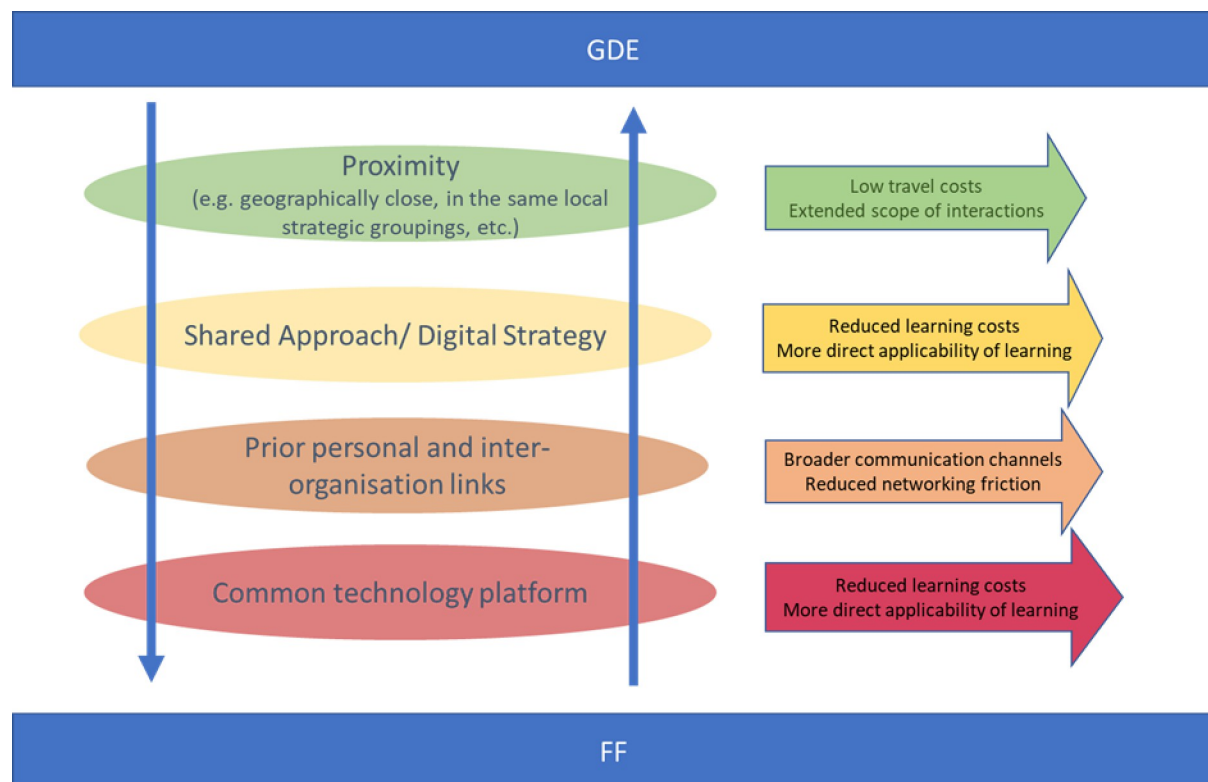 GDE
Proximity
(e.g. geographically close, in the same local
strategic groupings, etc.)
Low travel costs
Extended scope of interactions
Shared Approach/ Digital Strategy
Reduced learning costs
More direct applicability of learning
Prior personal and inter-
organisation links
Broader communication channels
Reduced networking friction
Common technology platform
Reduced learning costs
More direct applicability of learning
FF